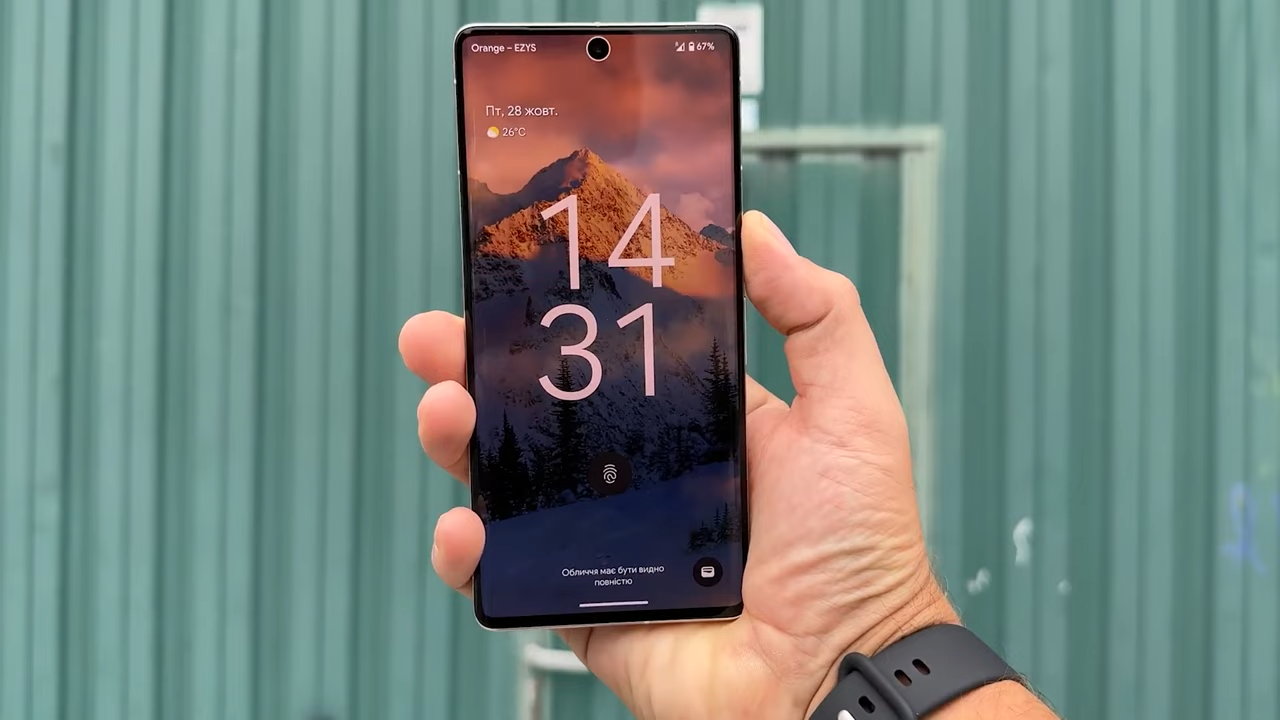 Orange – EZYS
67%
Пт, 28 жовт.
26°C
14
31
Обличчя має бути видно
повністю